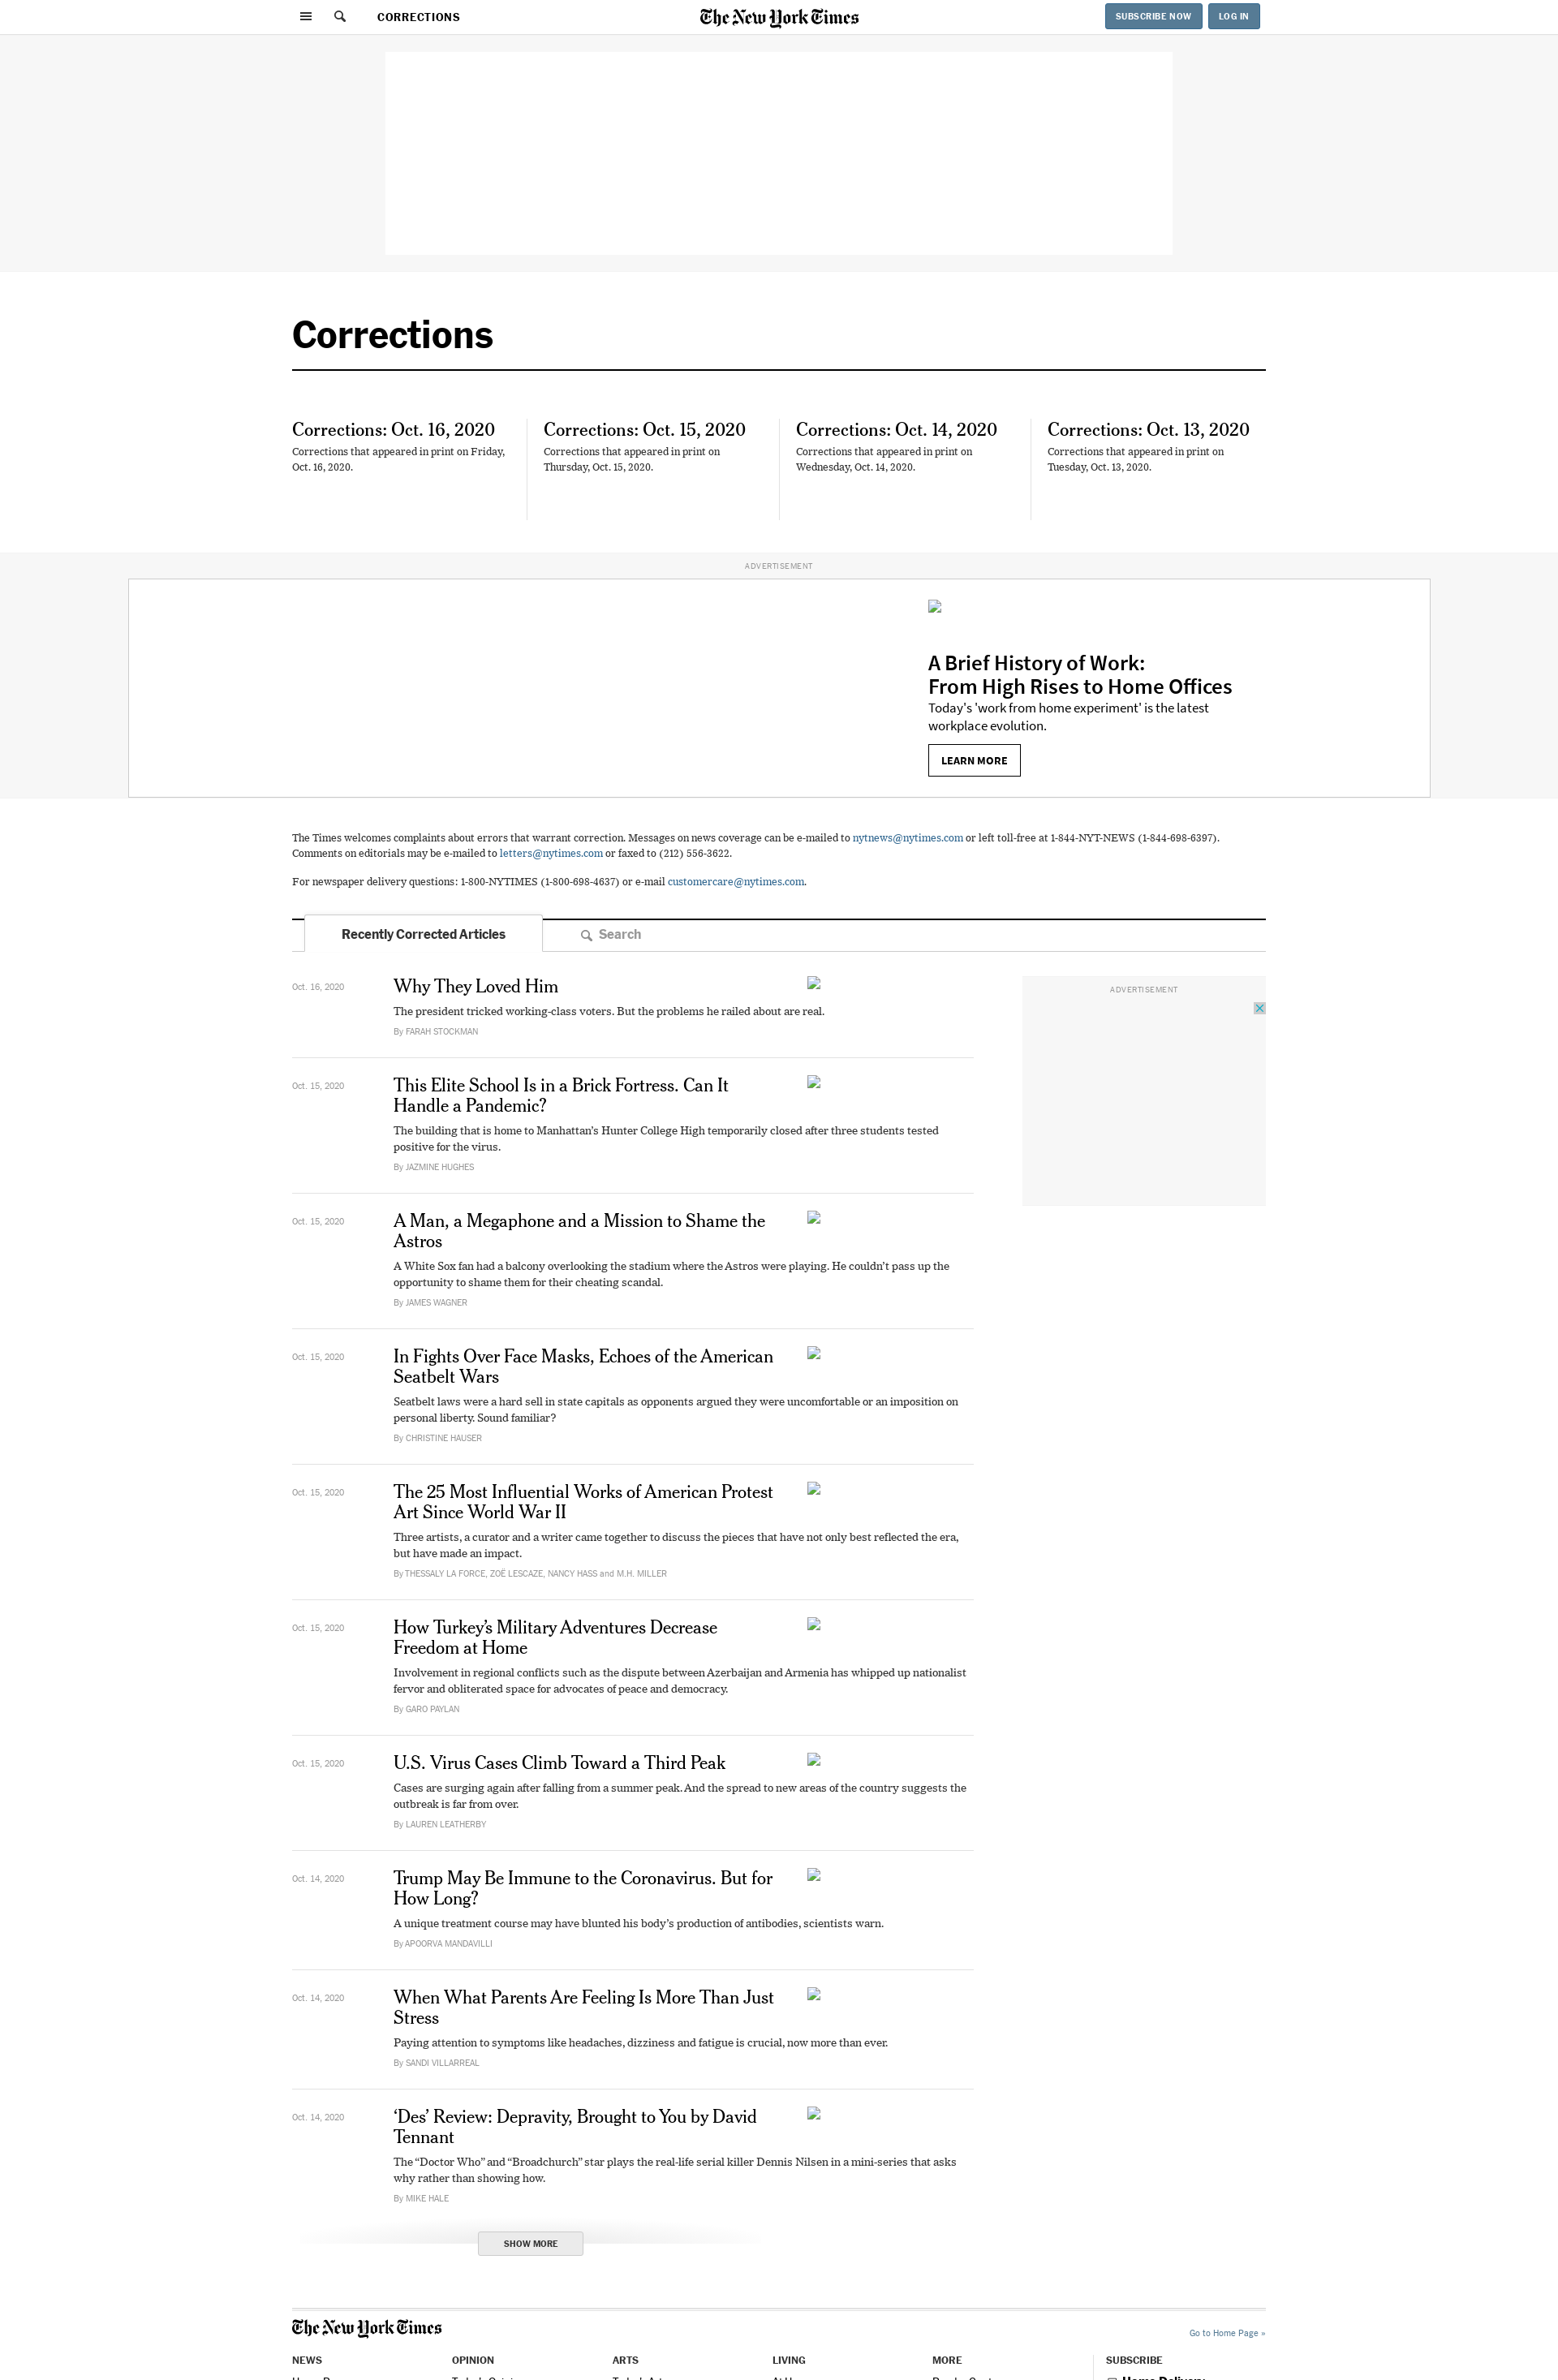 CORRECTIONS
The New York Times
SUBSCRIBE NOW
LOG IN
Corrections
Corrections: Oct. 16, 2020
Corrections that appeared in print on Friday,
Oct. 16, 2020.
Corrections: Oct. 15, 2020
Corrections that appeared in print on
Thursday, Oct. 15, 2020.
Corrections: Oct. 14, 2020
Corrections that appeared in print on
Wednesday, Oct. 14, 2020.
Corrections: Oct. 13, 2020
Corrections that appeared in print on
Tuesday, Oct. 13, 2020.
ADVERTISEMENT
A Brief History of Work:
From High Rises to Home Offices
Today's 'work from home experiment' is the latest
workplace evolution.
LEARN MORE
The Times welcomes complaints about errors that warrant correction. Messages on news coverage can be e-mailed to nytnews@nytimes.com or left toll-free at 1-844-NYT-NEWS (1-844-698-6397).
Comments on editorials may be e-mailed to letters@nytimes.com or faxed to (212) 556-3622.
For newspaper delivery questions: 1-800-NYTIMES (1-800-698-4637) or e-mail customercare@nytimes.com.
Recently Corrected Articles
Search
ADVERTISEMENT
Oct. 16, 2020
Why They Loved Him
The president tricked working-class voters. But the problems he railed about are real.
By FARAH STOCKMAN
Oct. 15, 2020
This Elite School Is in a Brick Fortress. Can It
Handle a Pandemic?
The building that is home to Manhattan's Hunter College High temporarily closed after three students tested
positive for the virus.
By JAZMINE HUGHES
Oct. 15, 2020
A Man, a Megaphone and a Mission to Shame the
Astros
A White Sox fan had a balcony overlooking the stadium where the Astros were playing. He couldn't pass up the
opportunity to shame them for their cheating scandal.
By JAMES WAGNER
Oct. 15, 2020
In Fights Over Face Masks, Echoes of the American
Seatbelt Wars
Seatbelt laws were a hard sell in state capitals as opponents argued they were uncomfortable or an imposition on
personal liberty. Sound familiar?
By CHRISTINE HAUSER
Oct. 15, 2020
The 25 Most Influential Works of American Protest
Art Since World War II
Three artists, a curator and a writer came together to discuss the pieces that have not only best reflected the era,
but have made an impact.
By THESSALY LA FORCE, ZOË LESCAZE, NANCY HASS and M.H. MILLER
Oct. 15, 2020
How Turkey's Military Adventures Decrease
Freedom at Home
Involvement in regional conflicts such as the dispute between Azerbaijan and Armenia has whipped up nationalist
fervor and obliterated space for advocates of peace and democracy.
By GARO PAYLAN
Oct. 15, 2020
U.S. Virus Cases Climb Toward a Third Peak
Cases are surging again after falling from a summer peak. And the spread to new areas of the country suggests the
outbreak is far from over.
By LAUREN LEATHERBY
Oct. 14, 2020
Trump May Be Immune to the Coronavirus. But for
How Long?
A unique treatment course may have blunted his body's production of antibodies, scientists warn.
By APOORVA MANDAVILLI
Oct. 14, 2020
When What Parents Are Feeling Is More Than Just
Stress
Paying attention to symptoms like headaches, dizziness and fatigue is crucial, now more than ever.
By SANDI VILLARREAL
Oct. 14, 2020
‘Des’ Review: Depravity, Brought to You by David
Tennant
The “Doctor Who” and “Broadchurch” star plays the real-life serial killer Dennis Nilsen in a mini-series that asks
why rather than showing how.
By MIKE HALE
SHOW MORE
The New York Times
Go to Home Page »
NEWS
OPINION
ARTS
LIVING
MORE
SUBSCRIBE